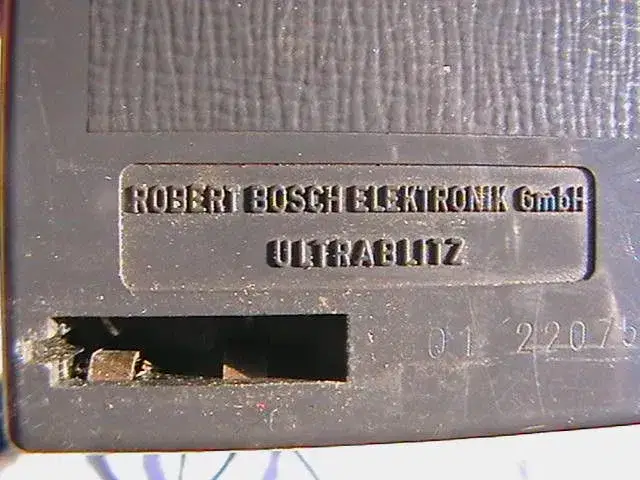 ROBERT BOSCH ELEKTRONIK GmbH
ULTRABLITZ
01 22075